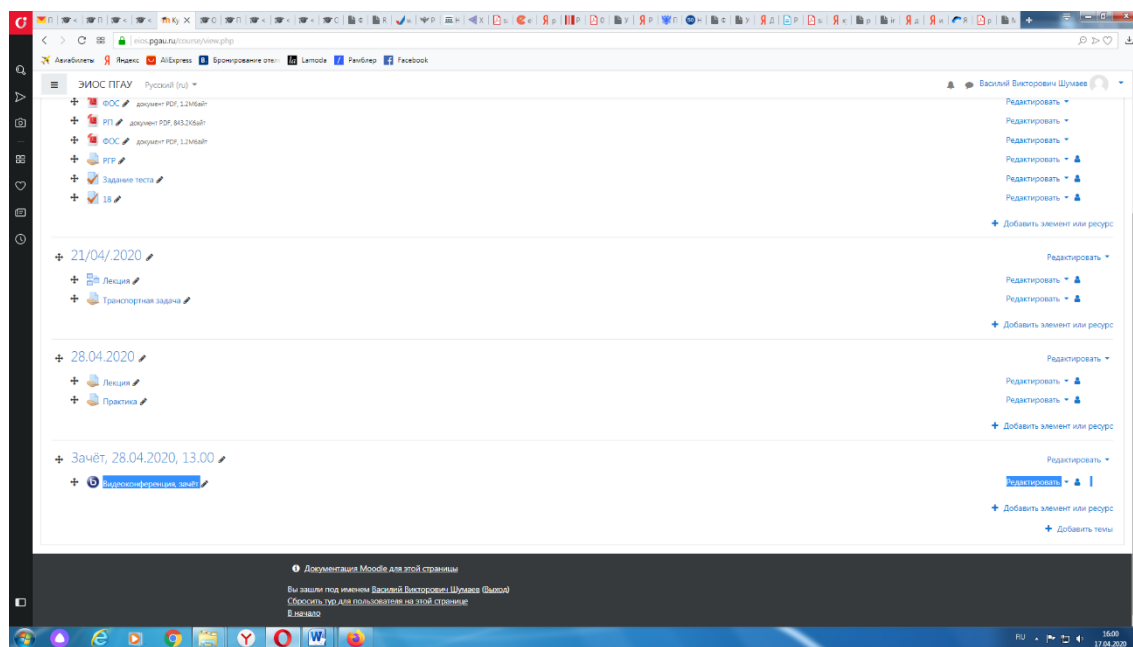 eios.pgau.ru/course/view.php
Авиабилеты Яндекс AliExpress Бронирование отел Lamoda Рамблер Facebook
ЭИОС ПГАУ Русский (ru) Василий Викторович Шумаев
ФОС документ PDF, 1.2Мбайт Редактировать
РП документ PDF, 843.2Кбайт Редактировать
ФОС документ PDF, 1.2Мбайт Редактировать
РГР Редактировать
Задание теста Редактировать
18 Редактировать
Добавить элемент или ресурс
21/04/.2020 Редактировать
Лекция Редактировать
Транспортная задача Редактировать
Добавить элемент или ресурс
28.04.2020 Редактировать
Лекция Редактировать
Практика Редактировать
Добавить элемент или ресурс
Зачёт, 28.04.2020, 13.00 Редактировать
Видеоконференция, зачёт Редактировать
Добавить элемент или ресурс
Добавить темы
Документация Moodle для этой страницы
Вы зашли под именем Василий Викторович Шумаев (Выход)
Сбросить тур для пользователя на этой странице
В начало
RU 16:00
17.04.2020